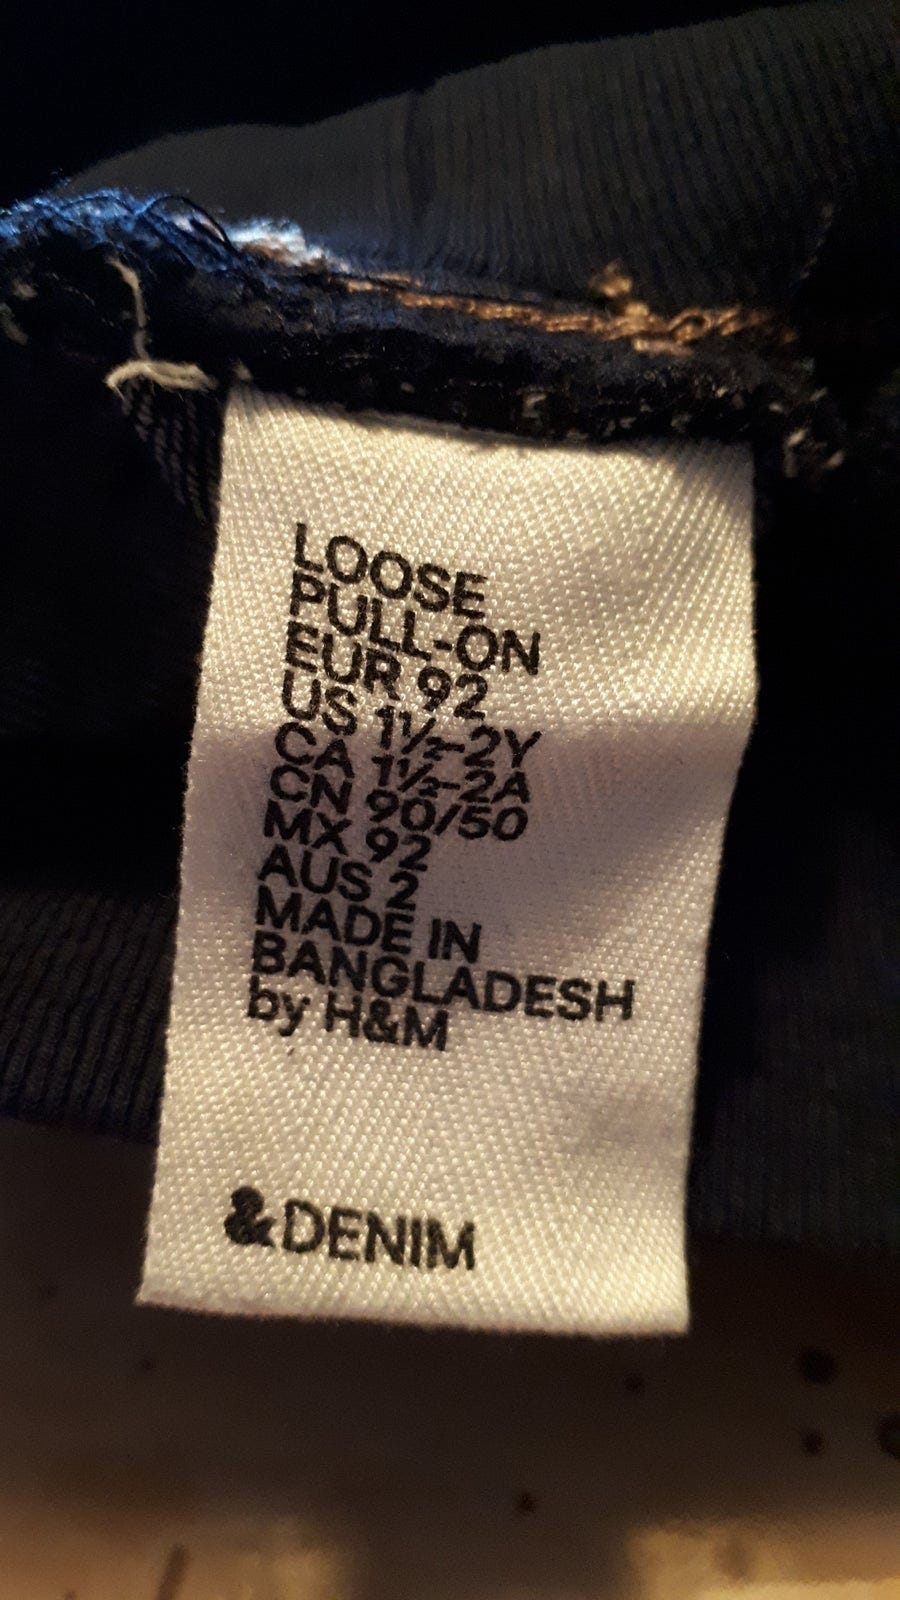 LOOSE
PULL-ON
EUR 92
US 1½-2Y
CA 1½-2A
CN 90/50
MX 92
AUS 2
MADE IN
BANGLADESH
by H&M
&DENIM